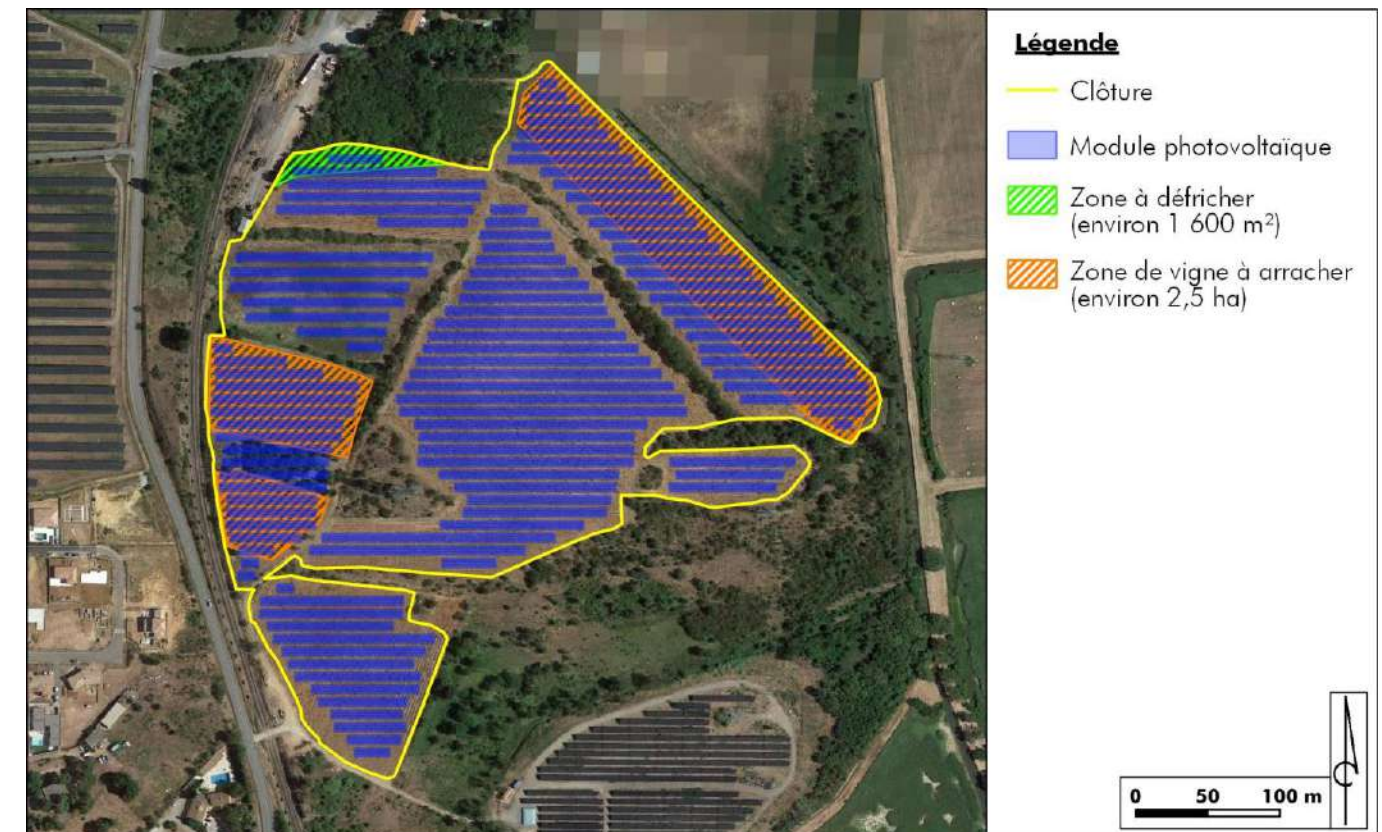 Légende
Clôture
Module photovoltaïque
Zone à défricher
(environ 1 600 m²)
Zone de vigne à arracher
(environ 2,5 ha)
0 50 100 m